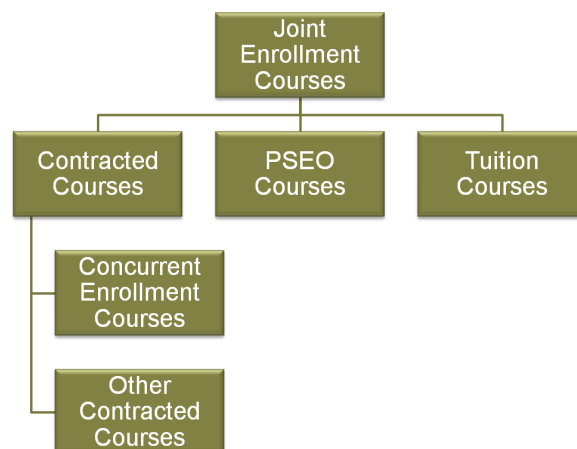 Joint
Enrollment
Courses
Contracted
Courses
PSEO
Courses
Tuition
Courses
Concurrent
Enrollment
Courses
Other
Contracted
Courses